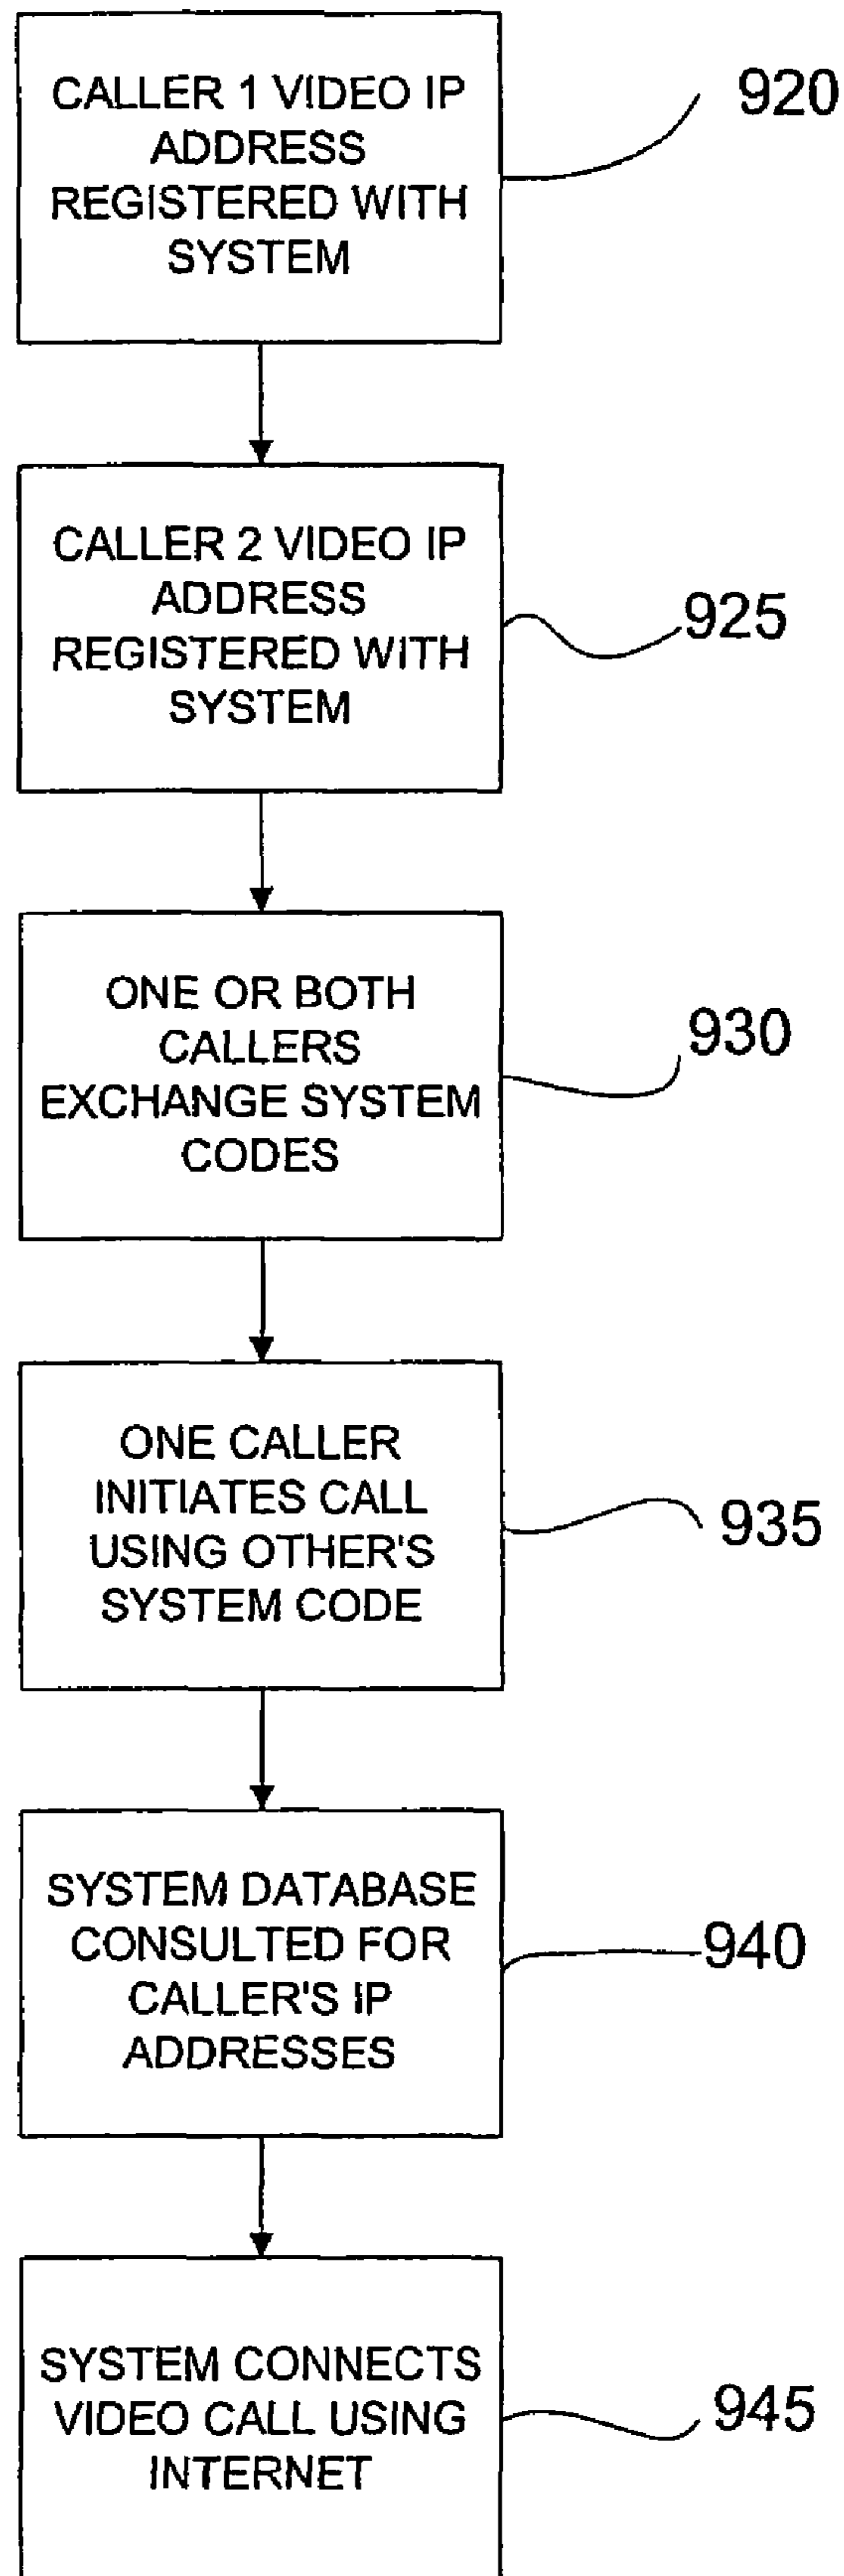 CALLER 1 VIDEO IP
ADDRESS
REGISTERED WITH
SYSTEM
920
CALLER 2 VIDEO IP
ADDRESS
REGISTERED WITH
SYSTEM
925
ONE OR BOTH
CALLERS
EXCHANGE SYSTEM
CODES
930
ONE CALLER
INITIATES CALL
USING OTHER'S
SYSTEM CODE
935
SYSTEM DATABASE
CONSULTED FOR
CALLER'S IP
ADDRESSES
940
SYSTEM CONNECTS
VIDEO CALL USING
INTERNET
945